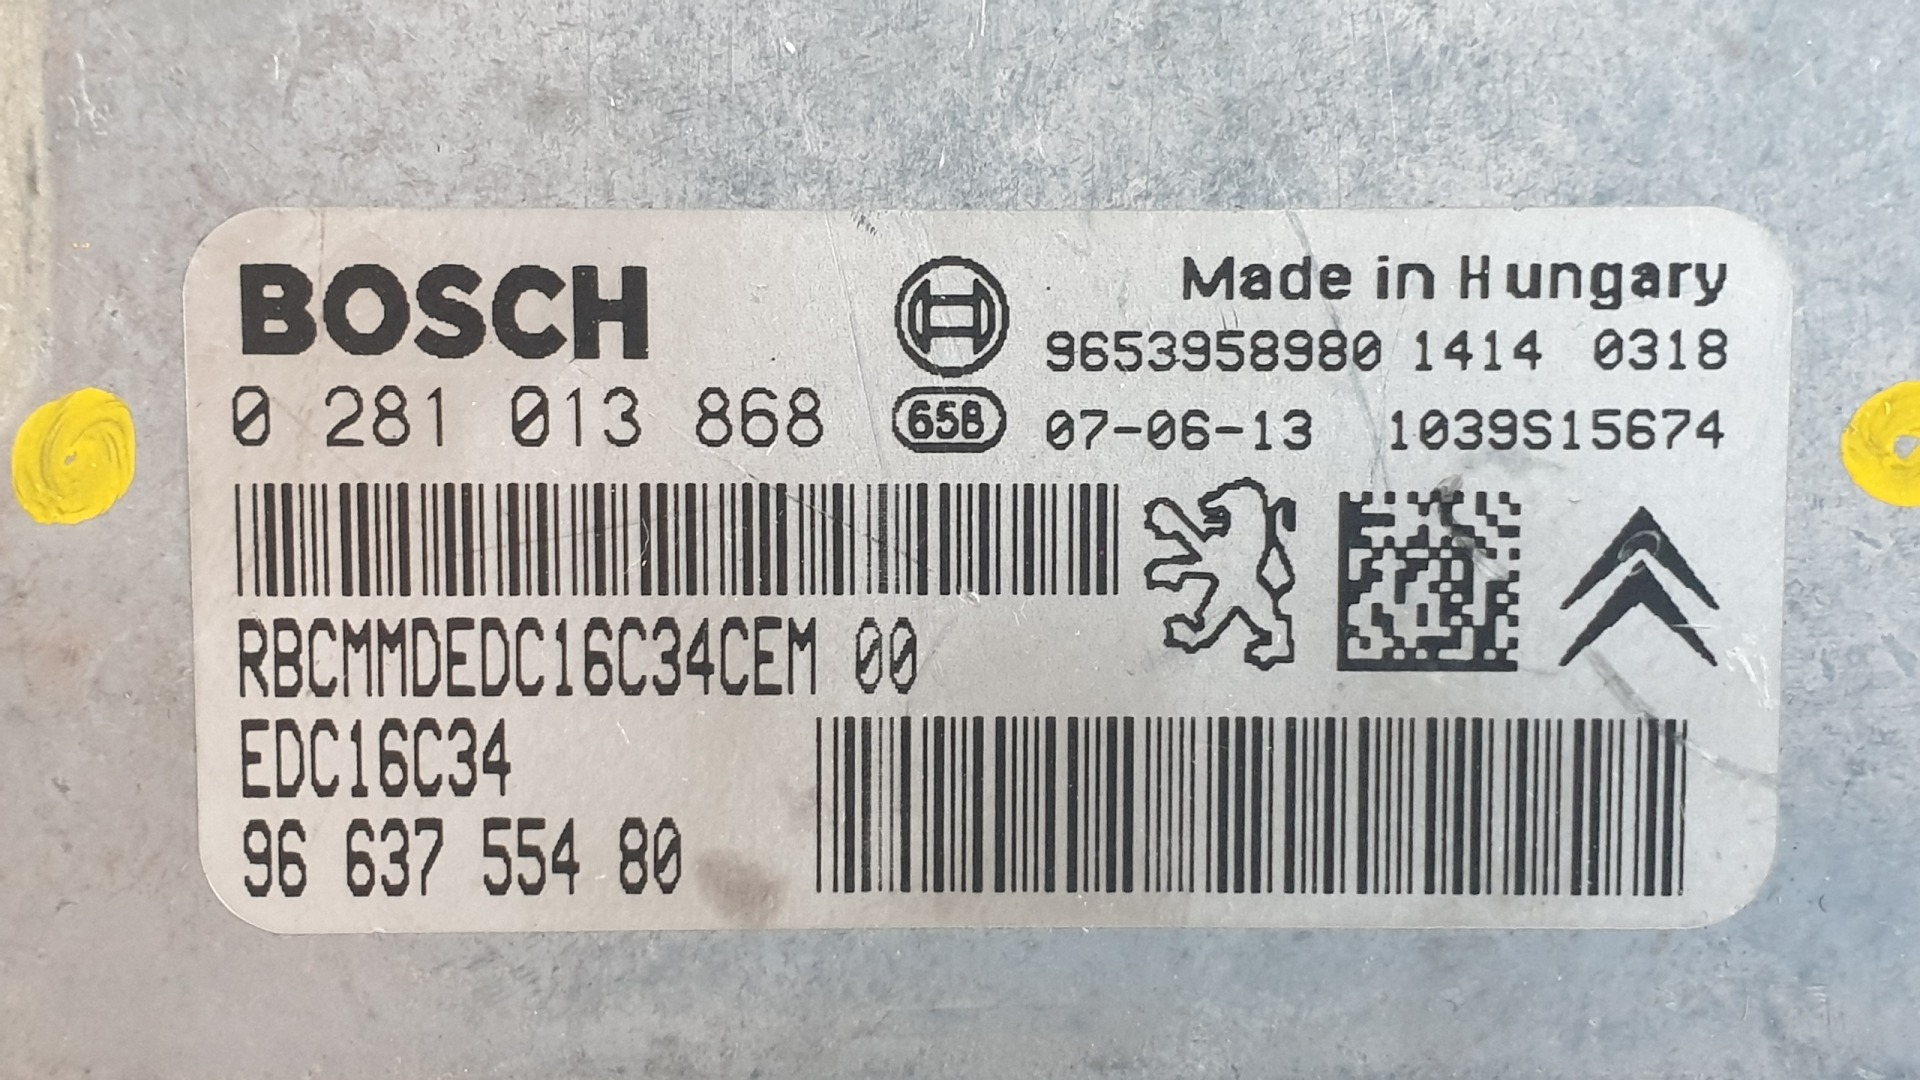 BOSCH
Made in Hungary
9653958980 1414 0318
0 281 013 868
658
07-06-13 1039S15674
RBCMMDEDC16C34CEM 00
EDC16C34
96 637 554 80